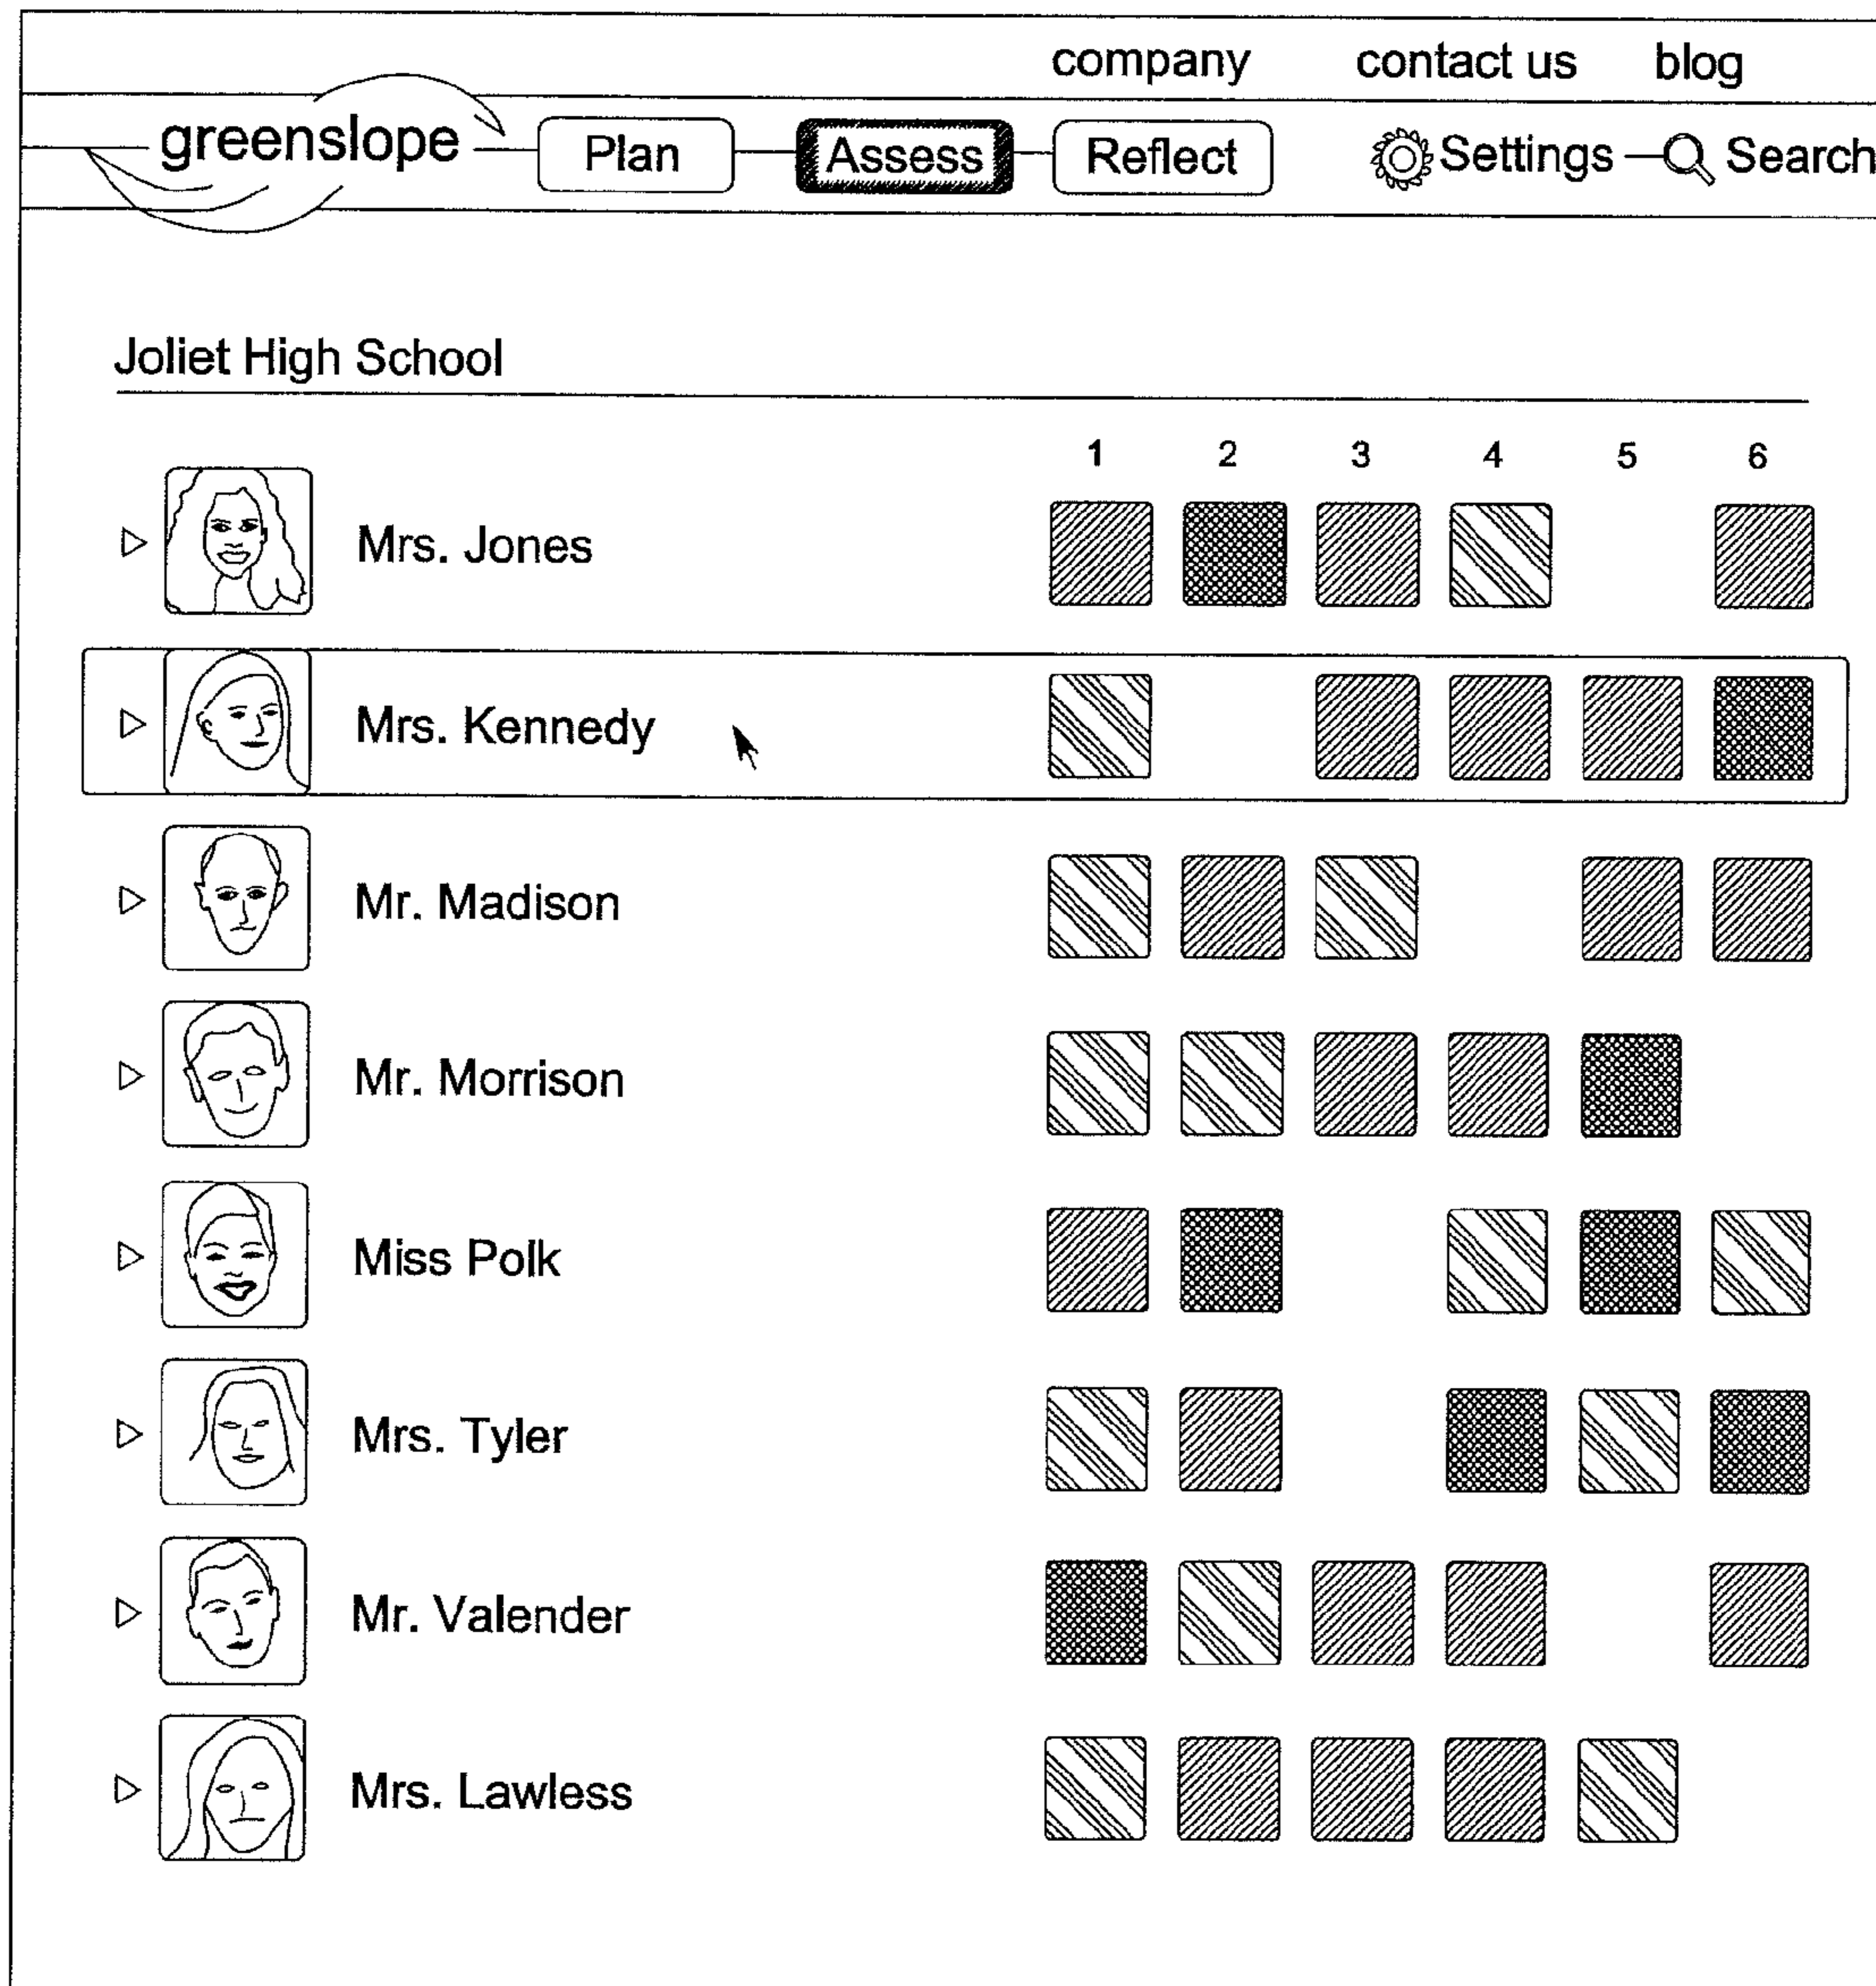 company contact us blog
greenslope Plan Assess Reflect Settings Search
Joliet High School
1 2 3 4 5 6
Mrs. Jones
Mrs. Kennedy
Mr. Madison
Mr. Morrison
Miss Polk
Mrs. Tyler
Mr. Valender
Mrs. Lawless